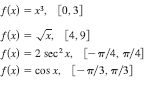 f(x) = x³, [0, 3]
f(x) = √x, [4, 9]
f(x) = 2 sec² x, [−π/4, π/4]
f(x) = cos x, [−π/3, π/3]